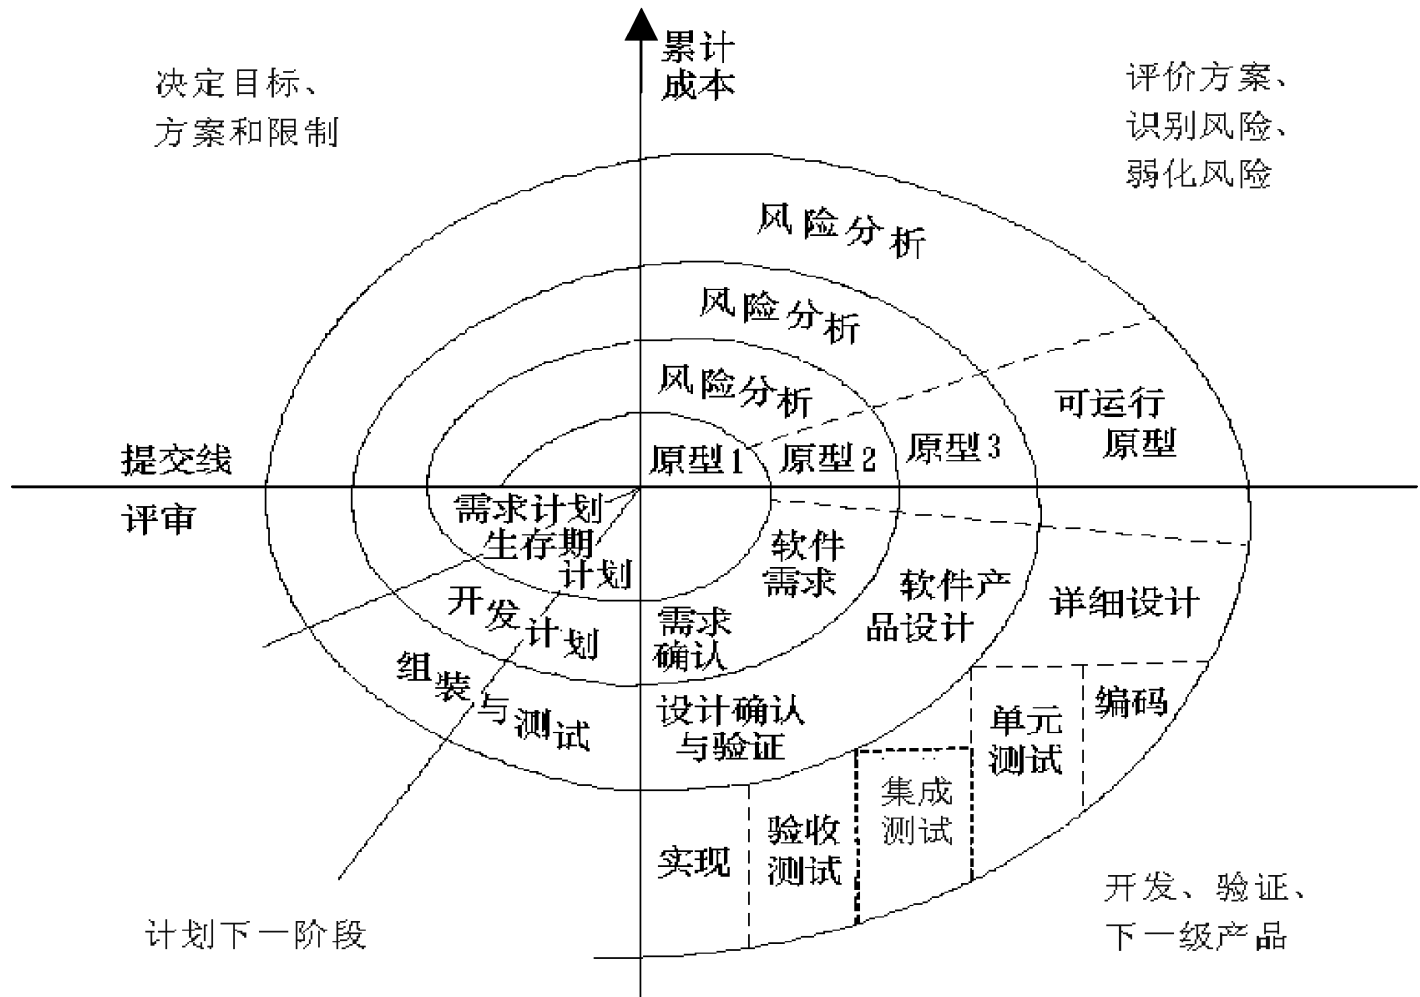 累计
成本
决定目标、
方案和限制
评价方案、
识别风险、
弱化风险
风险分析
风险分析
风险分析
可运行
原型
提交线
原型1
原型2
原型3
评审
需求计划
生存期
计划
软件
需求
开发计划
需求
确认
软件产
品设计
详细设计
组装与测试
设计确认
与验证
单元
测试
编码
集成
测试
实现
验收
测试
开发、验证、
下一级产品
计划下一阶段